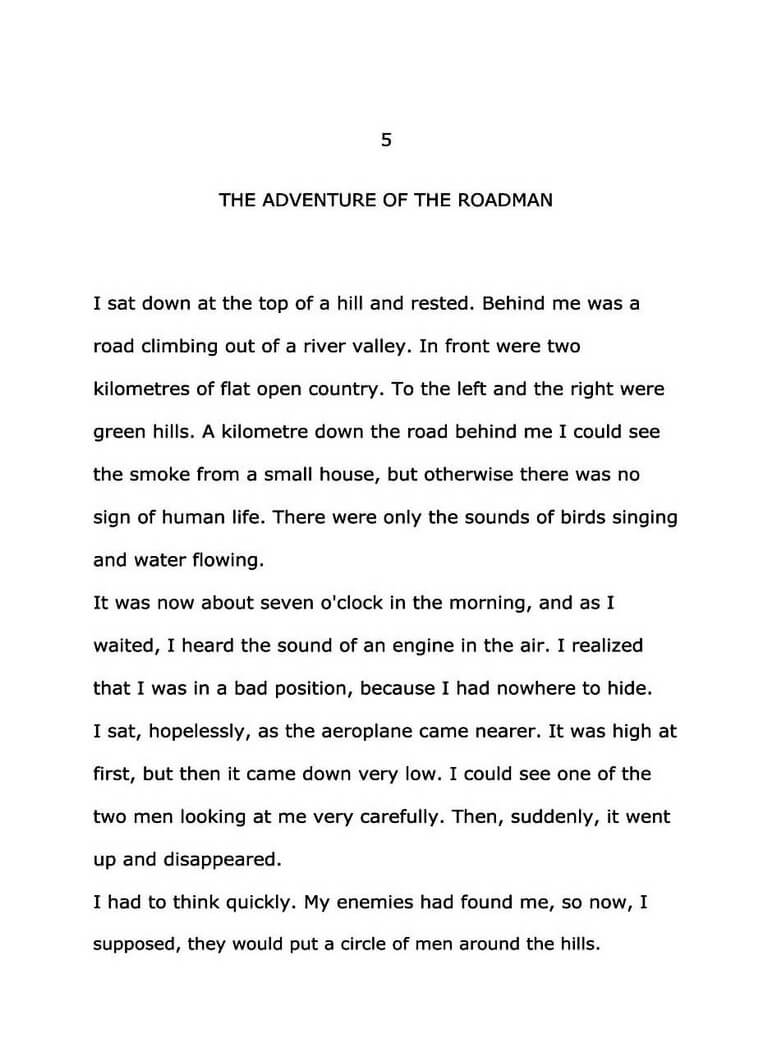 5
THE ADVENTURE OF THE ROADMAN
I sat down at the top of a hill and rested. Behind me was a
road climbing out of a river valley. In front were two
kilometres of flat open country. To the left and the right were
green hills. A kilometre down the road behind me I could see
the smoke from a small house, but otherwise there was no
sign of human life. There were only the sounds of birds singing
and water flowing.
It was now about seven o'clock in the morning, and as I
waited, I heard the sound of an engine in the air. I realized
that I was in a bad position, because I had nowhere to hide.
I sat, hopelessly, as the aeroplane came nearer. It was high at
first, but then it came down very low. I could see one of the
two men looking at me very carefully. Then, suddenly, it went
up and disappeared.
I had to think quickly. My enemies had found me, so now, I
supposed, they would put a circle of men around the hills.